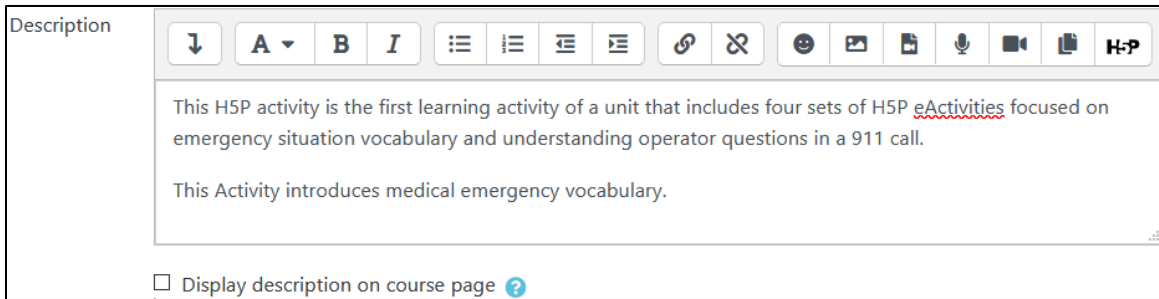 Description
A B I H5P
This H5P activity is the first learning activity of a unit that includes four sets of H5P eActivities focused on
emergency situation vocabulary and understanding operator questions in a 911 call.
This Activity introduces medical emergency vocabulary.
Display description on course page ?